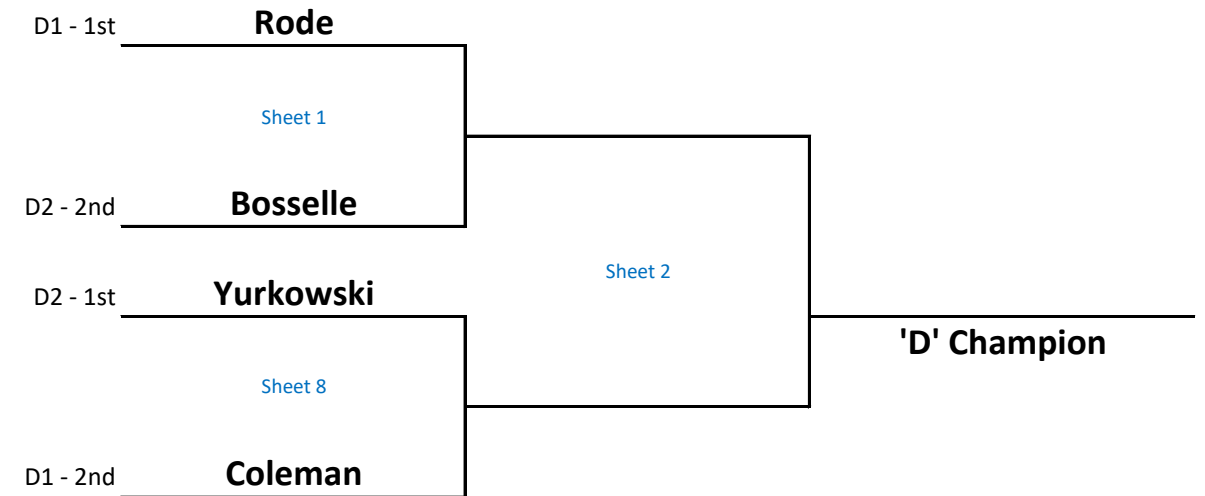 D1 - 1st Rode
Sheet 1
D2 - 2nd Bosselle
Sheet 2
D2 - 1st Yurkowski
'D' Champion
Sheet 8
D1 - 2nd Coleman